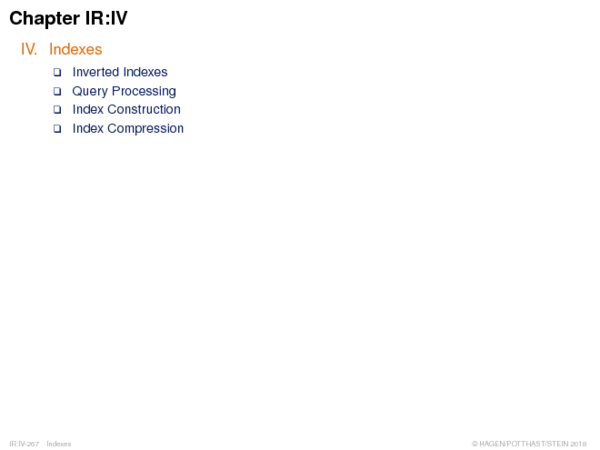 Chapter IR:IV
IV. Indexes
❑ Inverted Indexes
❑ Query Processing
❑ Index Construction
❑ Index Compression
IR:IV-267 Indexes © HAGEN/POTTHAST/STEIN 2018